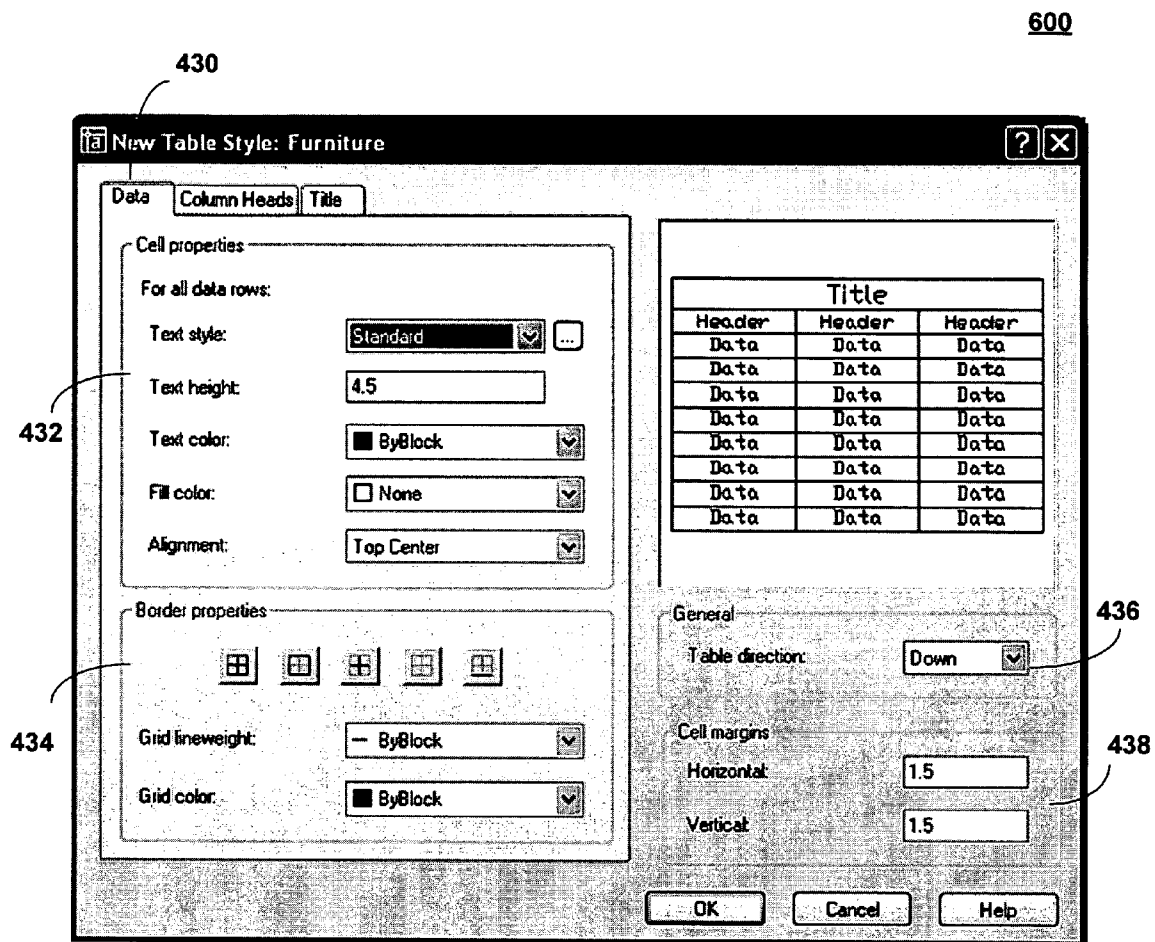 600
430
New Table Style: Furniture
Data Column Heads Title
Cell properties
For all data rows:
Text style: Standard ...
Text height: 4.5
432
Text color: ByBlock
Fill color: None
Alignment: Top Center
Title
Header Header Header
Data Data Data
Data Data Data
Data Data Data
Data Data Data
Data Data Data
Data Data Data
Data Data Data
Data Data Data
Border properties
434
Grid lineweight: ByBlock
Grid color: ByBlock
General
436
Table direction: Down
Cell margins
438
Horizontal: 1.5
Vertical: 1.5
OK Cancel Help